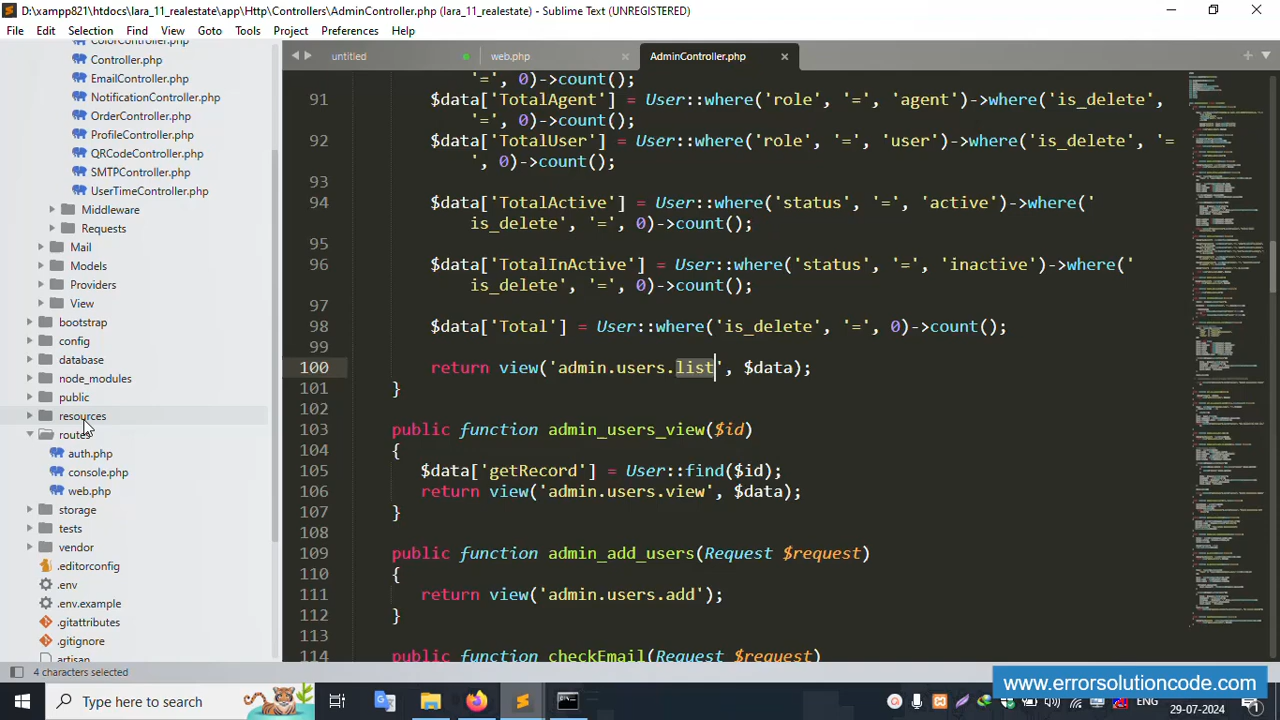 D:\xampp821\htdocs\lara_11_realestate\app\Http\Controllers\AdminController.php (lara_11_realestate) - Sublime Text (UNREGISTERED)
File Edit Selection Find View Goto Tools Project Preferences Help
untitled web.php AdminController.php
ColorController.php
Controller.php
EmailController.php
NotificationController.php
OrderController.php
ProfileController.php
QRCodeController.php
SMTPController.php
UserTimeController.php
Middleware
Requests
Mail
Models
Providers
View
bootstrap
config
database
node_modules
public
resources
routes
auth.php
console.php
web.php
storage
tests
vendor
.editorconfig
.env
.env.example
.gitattributes
.gitignore
artisan
'=', 0)->count();
91 $data['TotalAgent'] = User::where('role', '=', 'agent')->where('is_delete',
'=', 0)->count();
92 $data['TotalUser'] = User::where('role', '=', 'user')->where('is_delete', '=
', 0)->count();
93
94 $data['TotalActive'] = User::where('status', '=', 'active')->where('
is_delete', '=', 0)->count();
95
96 $data['TotalInActive'] = User::where('status', '=', 'inactive')->where('
is_delete', '=', 0)->count();
97
98 $data['Total'] = User::where('is_delete', '=', 0)->count();
99
100 return view('admin.users.list', $data);
101 }
102
103 public function admin_users_view($id)
104 {
105 $data['getRecord'] = User::find($id);
106 return view('admin.users.view', $data);
107 }
108
109 public function admin_add_users(Request $request)
110 {
111 return view('admin.users.add');
112 }
113
114 public function checkEmail(Request $request)
4 characters selected
www.errorsolutioncode.com
Type here to search
ENG
29-07-2024